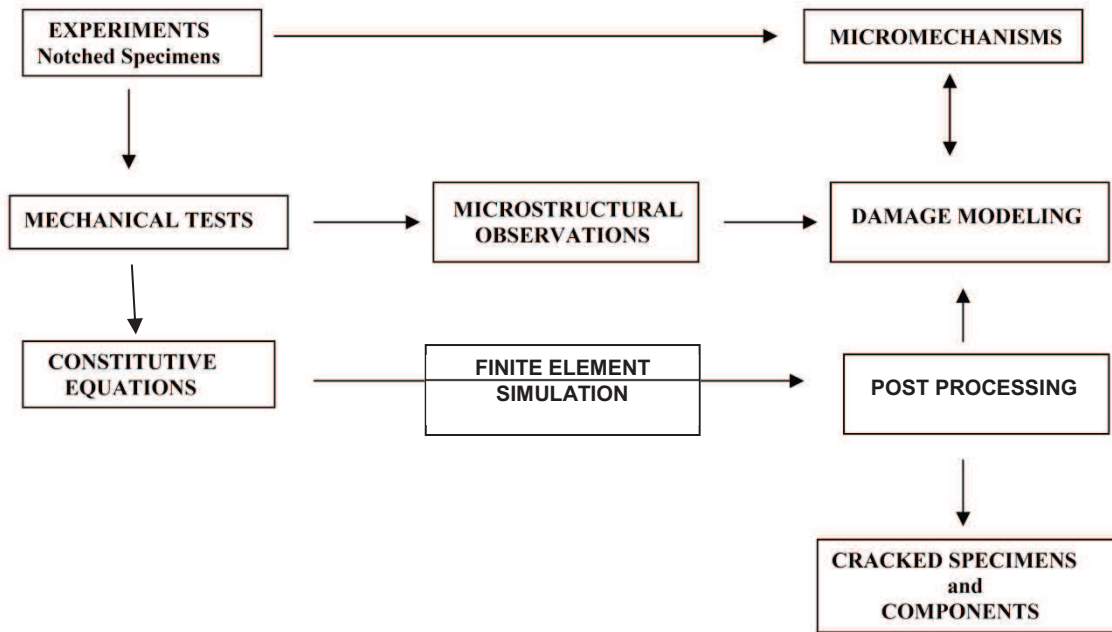 EXPERIMENTS
Notched Specimens
MICROMECHANISMS
MECHANICAL TESTS
MICROSTRUCTURAL
OBSERVATIONS
DAMAGE MODELING
CONSTITUTIVE
EQUATIONS
FINITE ELEMENT
SIMULATION
POST PROCESSING
CRACKED SPECIMENS
and
COMPONENTS